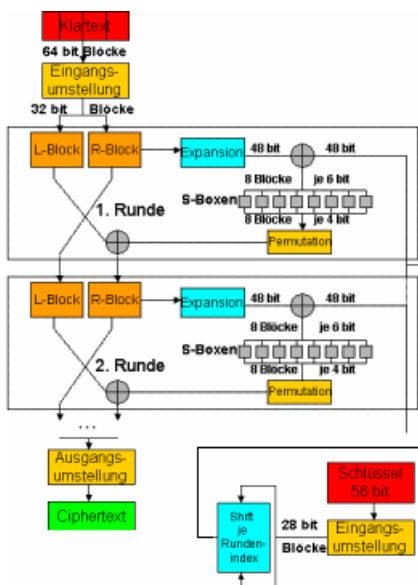 Klartext
64 bit Blöcke
Eingangs-
umstellung
32 bit Blöcke
L-Block R-Block Expansion 48 bit 48 bit
8 Blöcke je 6 bit
S-Boxen
8 Blöcke je 4 bit
1. Runde
Permutation
L-Block R-Block Expansion 48 bit 48 bit
8 Blöcke je 6 bit
S-Boxen
8 Blöcke je 4 bit
2. Runde
Permutation
...
Ausgangs-
umstellung
Ciphertext
Schlüssel
56 bit
Shift
je
Runden-
index
28 bit
Blöcke
Eingangs-
umstellung